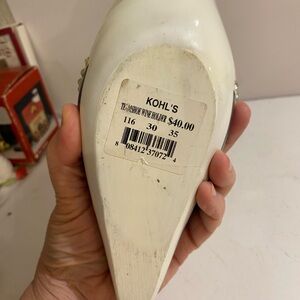 KOHL'S
WINE HOLDER $40.00
116 30 35
8 08412 37072 4